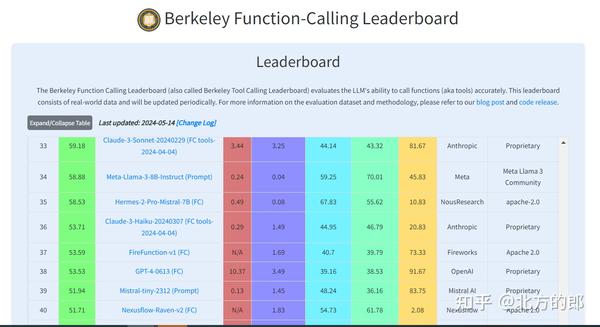 Berkeley Function-Calling Leaderboard
Leaderboard
The Berkeley Function Calling Leaderboard (also called Berkeley Tool Calling Leaderboard) evaluates the LLM's ability to call functions (aka tools) accurately. This leaderboard
consists of real-world data and will be updated periodically. For more information on the evaluation dataset and methodology, please refer to our blog post and code release.
Expand/Collapse Table Last updated: 2024-05-14 [Change Log]
33 59.18 Claude-3-Sonnet-20240229 (FC tools-2024-04-04) 3.44 3.25 44.14 43.32 81.67 Anthropic Proprietary
34 58.88 Meta-Llama-3-8B-Instruct (Prompt) 0.24 0.04 59.25 70.01 45.83 Meta Meta Llama 3 Community
35 58.53 Hermes-2-Pro-Mistral-7B (FC) 0.49 0.08 67.83 55.62 10.83 NousResearch apache-2.0
36 53.71 Claude-3-Haiku-20240307 (FC tools-2024-04-04) 0.29 1.49 44.95 46.79 20.83 Anthropic Proprietary
37 53.59 FireFunction-v1 (FC) N/A 1.69 40.7 39.79 73.33 Fireworks Apache 2.0
38 53.53 GPT-4-0613 (FC) 10.37 3.49 39.16 38.53 91.67 OpenAI Proprietary
39 51.94 Mistral-tiny-2312 (Prompt) 0.13 1.45 48.24 36.16 83.75 Mistral AI Proprietary
40 51.71 Nexusflow-Raven-v2 (FC) N/A 1.83 54.73 61.78 2.08 Nexusflow Apache 2.0
知乎 @北方的郎